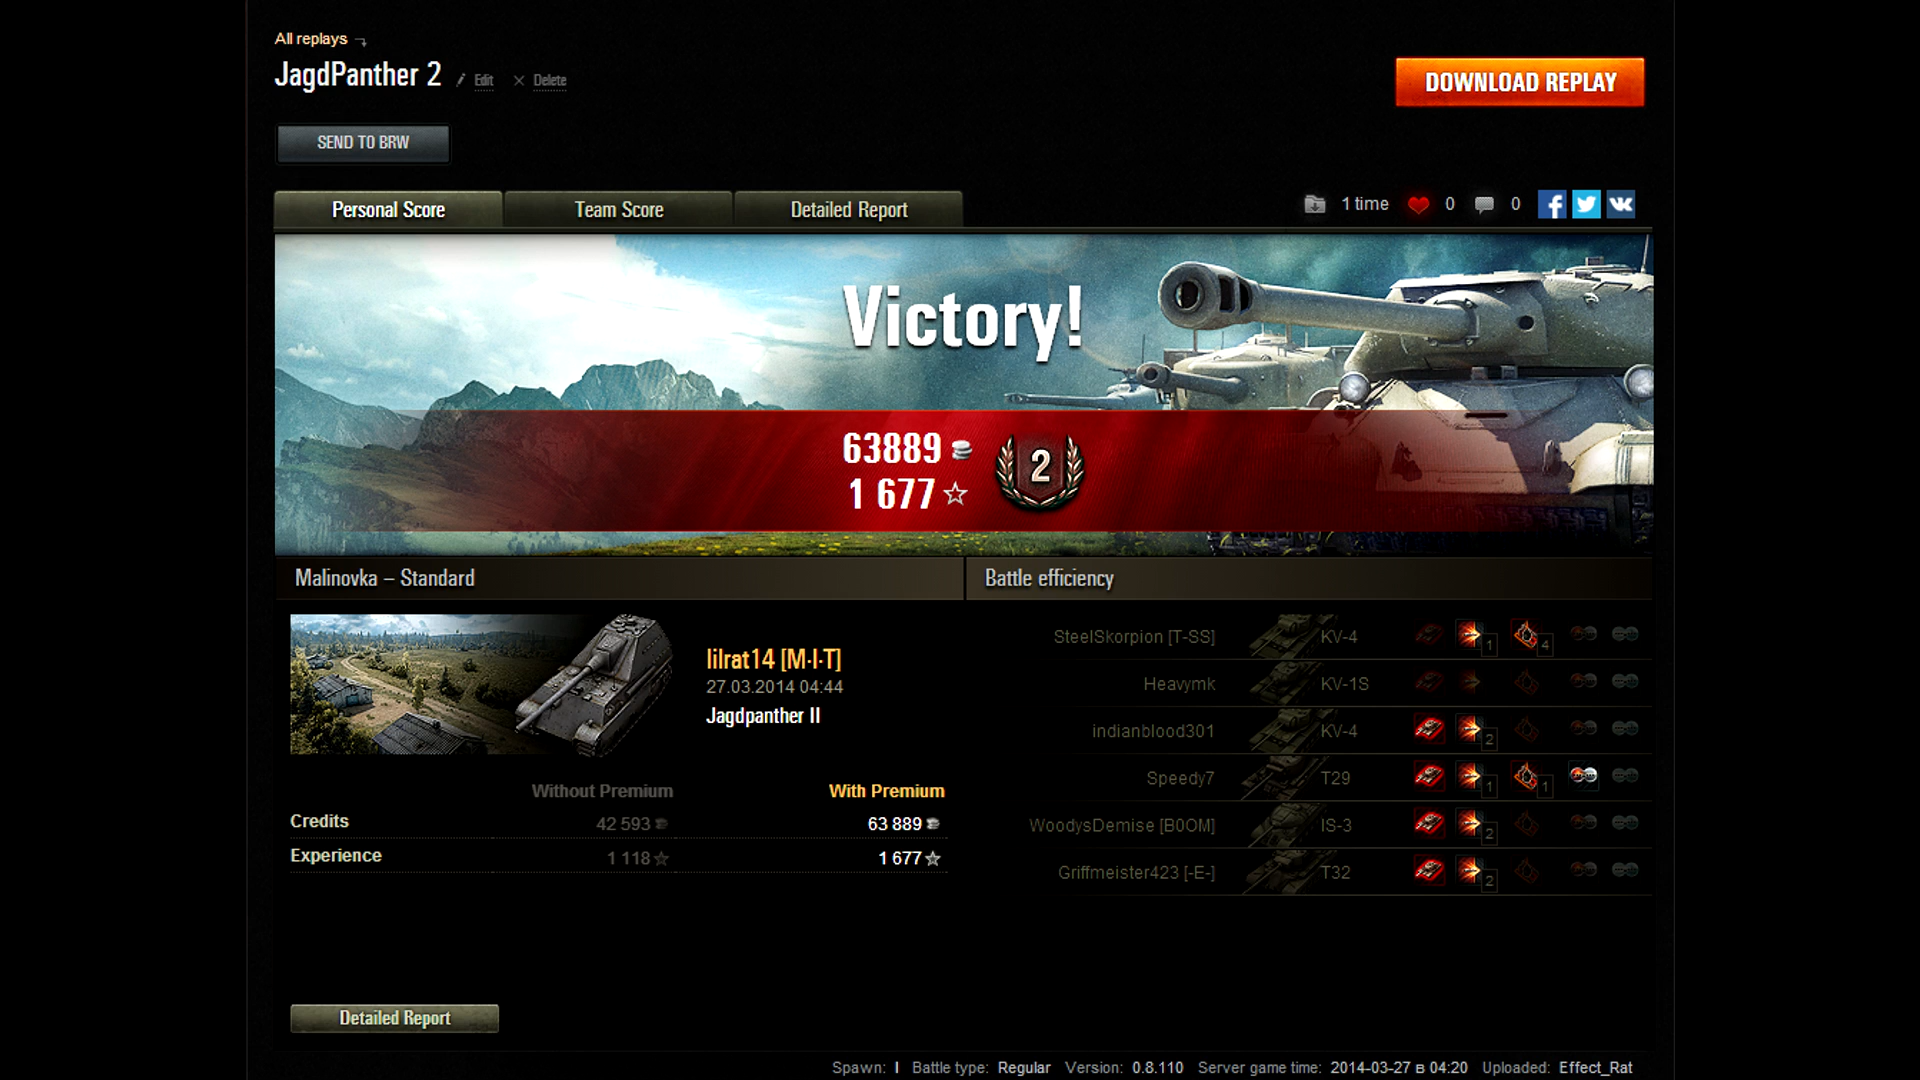 All replays
JagdPanther 2 Edit Delete
DOWNLOAD REPLAY
SEND TO BRW
Personal Score Team Score Detailed Report
1 time 0 0
Victory!
63889
1 677
2
Malinovka – Standard
Battle efficiency
lilrat14 [M-I-T]
27.03.2014 04:44
Jagdpanther II
Without Premium With Premium
Credits 42 593 63 889
Experience 1 118 1 677
SteelSkorpion [T-SS] KV-4 1 4
Heavymk KV-1S
indianblood301 KV-4 2
Speedy7 T29 1 1
WoodysDemise [B0OM] IS-3 2
Griffmeister423 [-E-] T32 2
Detailed Report
Spawn: I Battle type: Regular Version: 0.8.110 Server game time: 2014-03-27 в 04:20 Uploaded: Effect_Rat